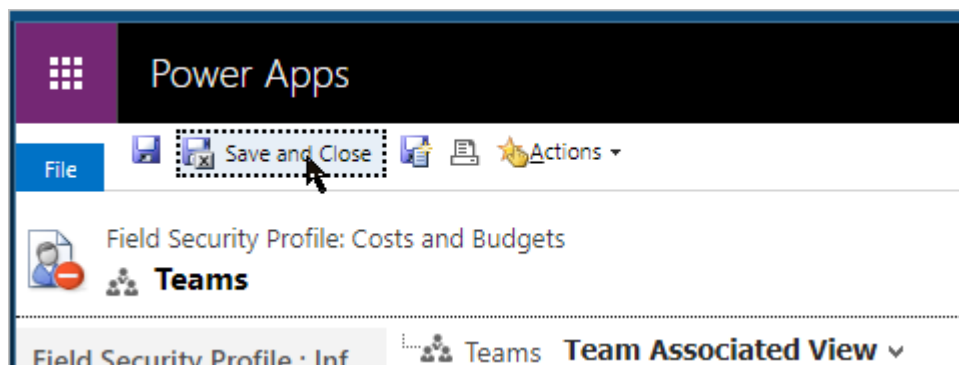 Power Apps
File Save and Close Actions
Field Security Profile: Costs and Budgets
Teams
Field Security Profile : Inf
Teams Team Associated View